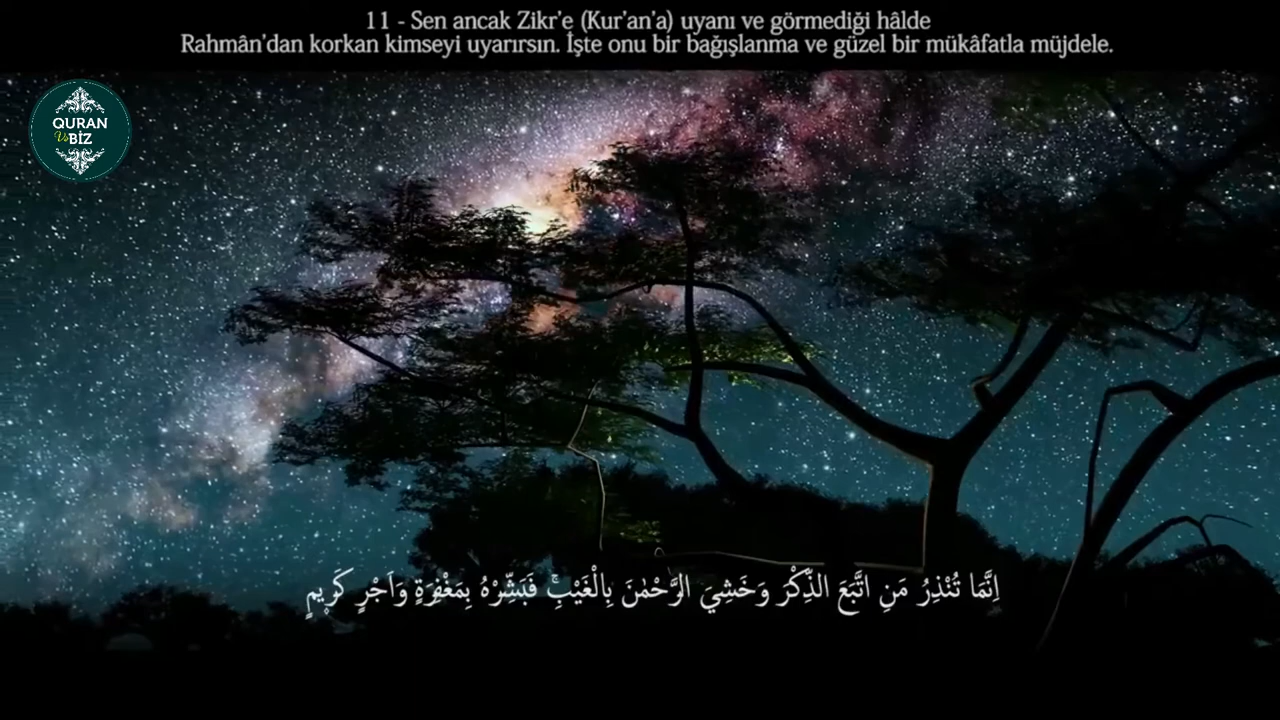 11 - Sen ancak Zikr’e (Kur’an’a) uyanı ve görmediği hâlde
Rahmân’dan korkan kimseyi uyarırsın. İşte onu bir bağışlanma ve güzel bir mükâfatla müjdele.
QURAN
Ve BİZ
اِنَّمَا تُنْذِرُ مَنِ اتَّبَعَ الذِّكْرَ وَخَشِيَ الرَّحْمٰنَ بِالْغَيْبِۚ فَبَشِّرْهُ بِمَغْفِرَةٍ وَاَجْرٍ كَر۪يمٍ